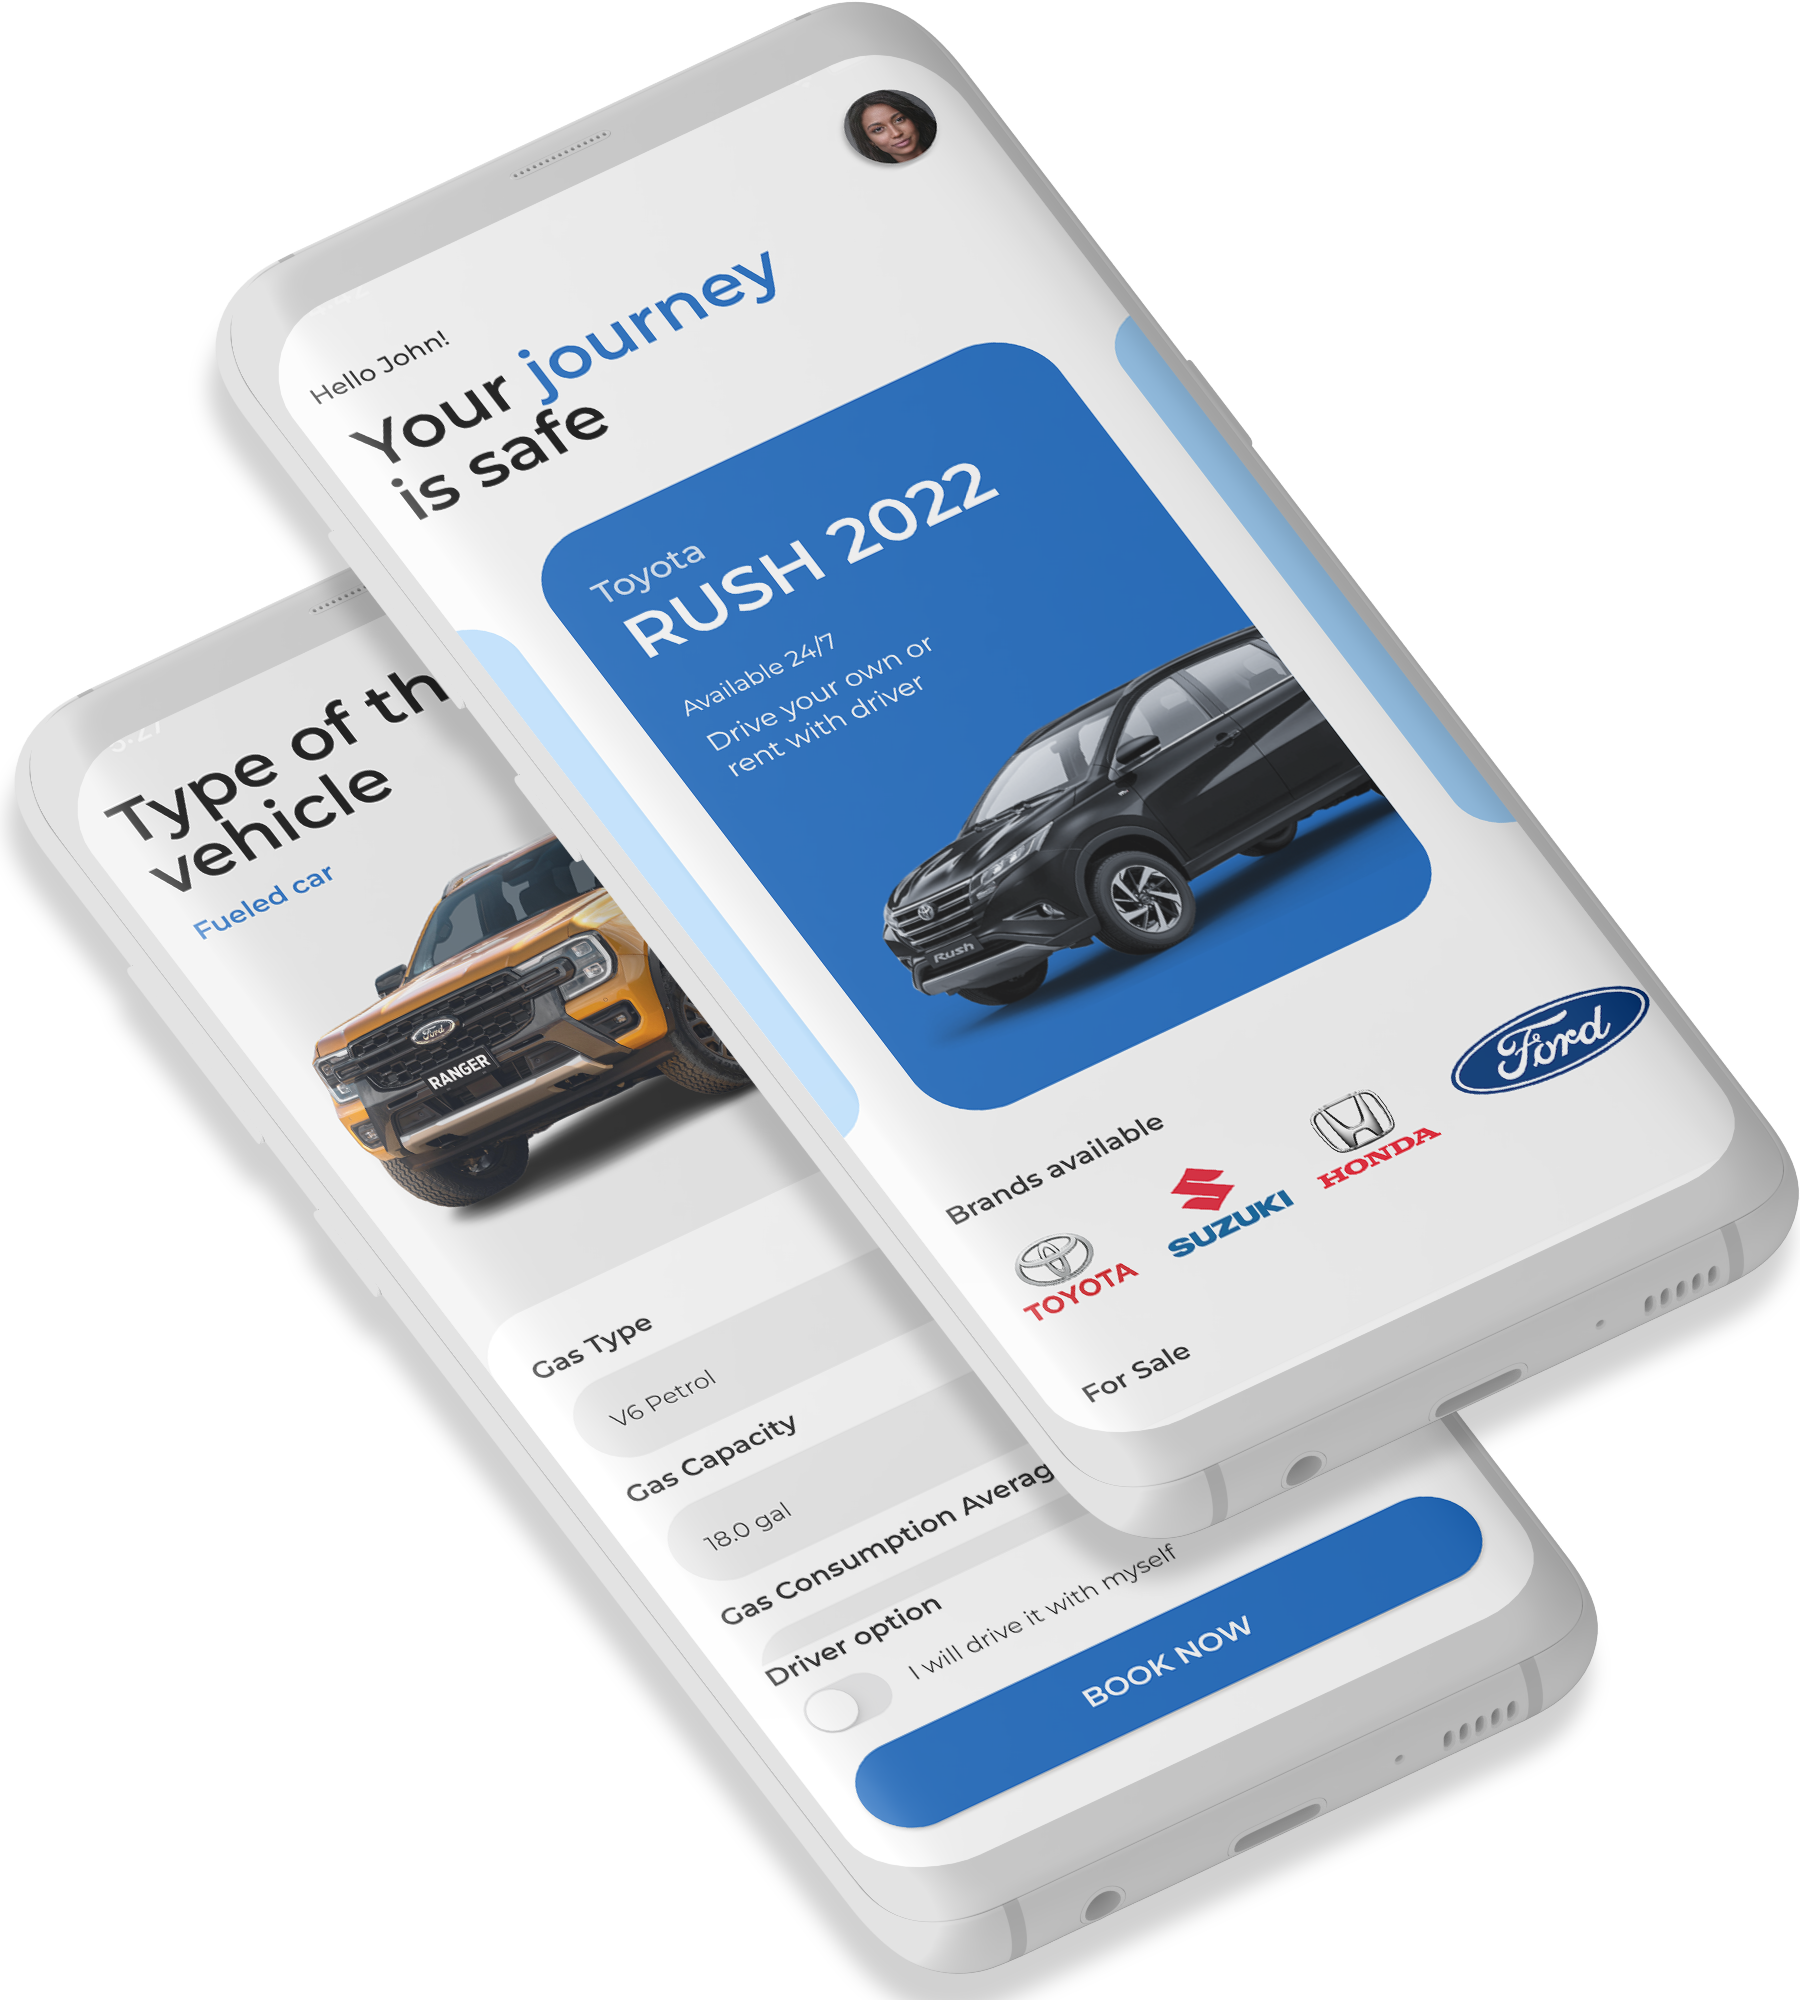 Hello John!
Your journey
is safe
Toyota
RUSH 2022
Available 24/7
Drive your own or
rent with driver
Rush
Brands available
TOYOTA
SUZUKI
HONDA
Ford
For Sale
Type of th
vehicle
Fueled car
Ford
RANGER
Gas Type
V6 Petrol
Gas Capacity
18.0 gal
Gas Consumption Averag
Driver option
I will drive it with myself
BOOK NOW